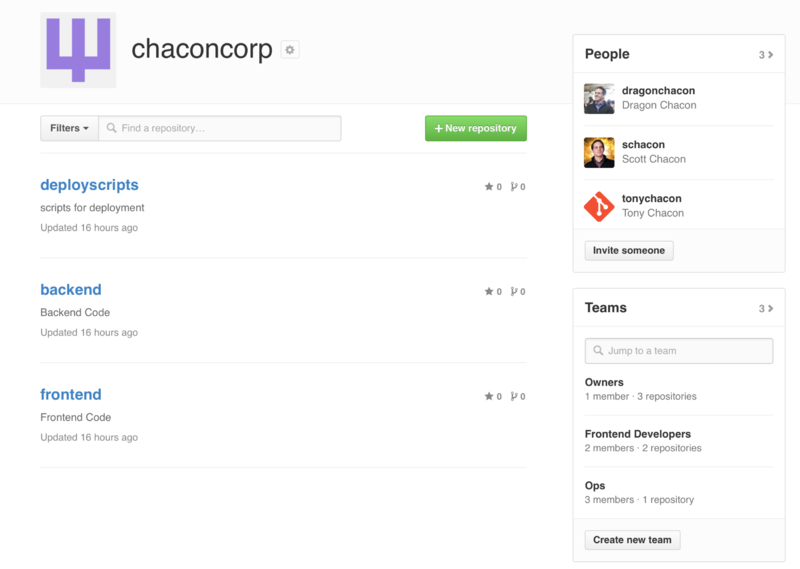 chaconcorp
Filters
Find a repository…
+ New repository
deployscripts
0 0
scripts for deployment
Updated 16 hours ago
backend
0 0
Backend Code
Updated 16 hours ago
frontend
0 0
Frontend Code
Updated 16 hours ago
People
3
dragonchacon
Dragon Chacon
schacon
Scott Chacon
tonychacon
Tony Chacon
Invite someone
Teams
3
Jump to a team
Owners
1 member · 3 repositories
Frontend Developers
2 members · 2 repositories
Ops
3 members · 1 repository
Create new team